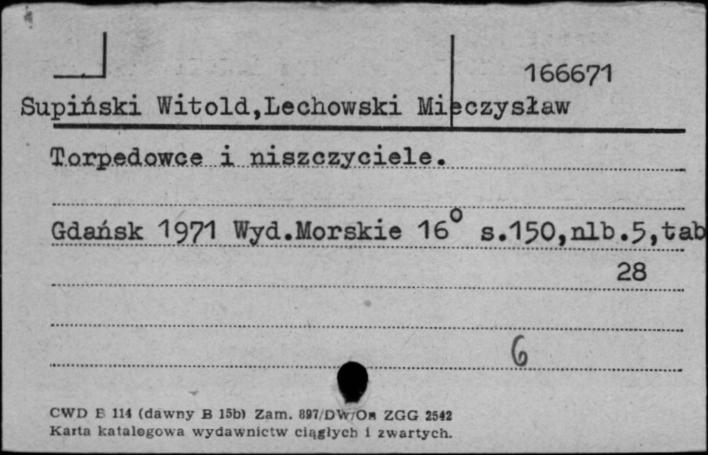 166671
Supiński Witold,Lechowski Mieczysław
Torpedowce i niszczyciele.
Gdańsk 1971 Wyd.Morskie 16° s.150,nlb.5,tab
28
6
CWD B 114 (dawny B 15b) Zam. 897/DW/Om ZGG 2542
Karta katalogowa wydawnictw ciągłych i zwartych.